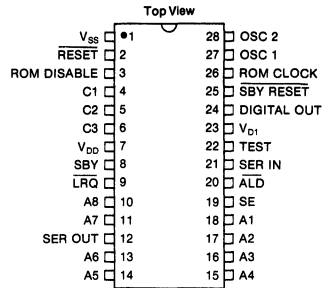 Top View
V_SS 1 28 OSC 2
RESET 2 27 OSC 1
ROM DISABLE 3 26 ROM CLOCK
C1 4 25 SBY RESET
C2 5 24 DIGITAL OUT
C3 6 23 V_D1
V_DD 7 22 TEST
SBY 8 21 SER IN
LRQ 9 20 ALD
A8 10 19 SE
A7 11 18 A1
SER OUT 12 17 A2
A6 13 16 A3
A5 14 15 A4